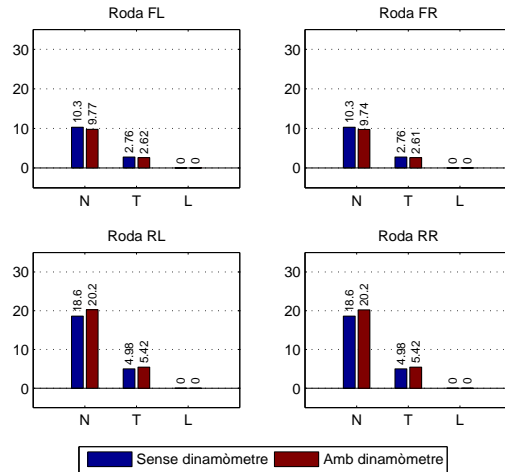 Roda FL
30
20
10
0
10.3
9.77
2.76
2.62
0
0
N
T
L
Roda FR
30
20
10
0
10.3
9.74
2.76
2.61
0
0
N
T
L
Roda RL
30
20
10
0
18.6
20.2
4.98
5.42
0
0
N
T
L
Roda RR
30
20
10
0
18.6
20.2
4.98
5.42
0
0
N
T
L
Sense dinamòmetre
Amb dinamòmetre